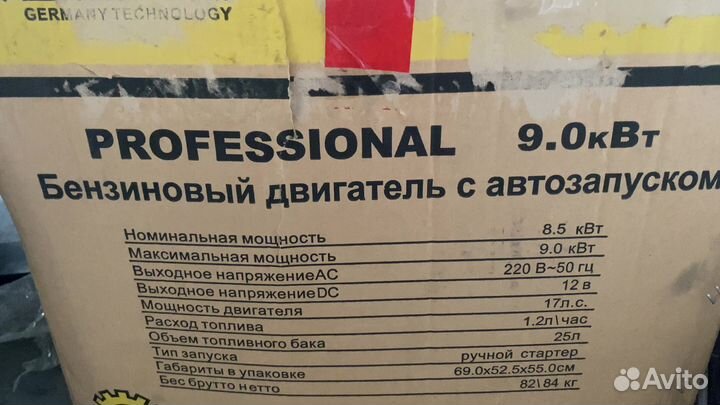 GERMANY TECHNOLOGY
PROFESSIONAL 9.0кВт
Бензиновый двигатель с автозапуском
Номинальная мощность 8.5 кВт
Максимальная мощность 9.0 кВт
Выходное напряжениеAC 220 В~50 гц
Выходное напряжениеDC 12 в
Мощность двигателя 17л.с.
Расход топлива 1.2л\час
Объем топливного бака 25л
Тип запуска ручной стартер
Габариты в упаковке 69.0x52.5x55.0см
Бес брутто нетто 82\84 кг
Avito